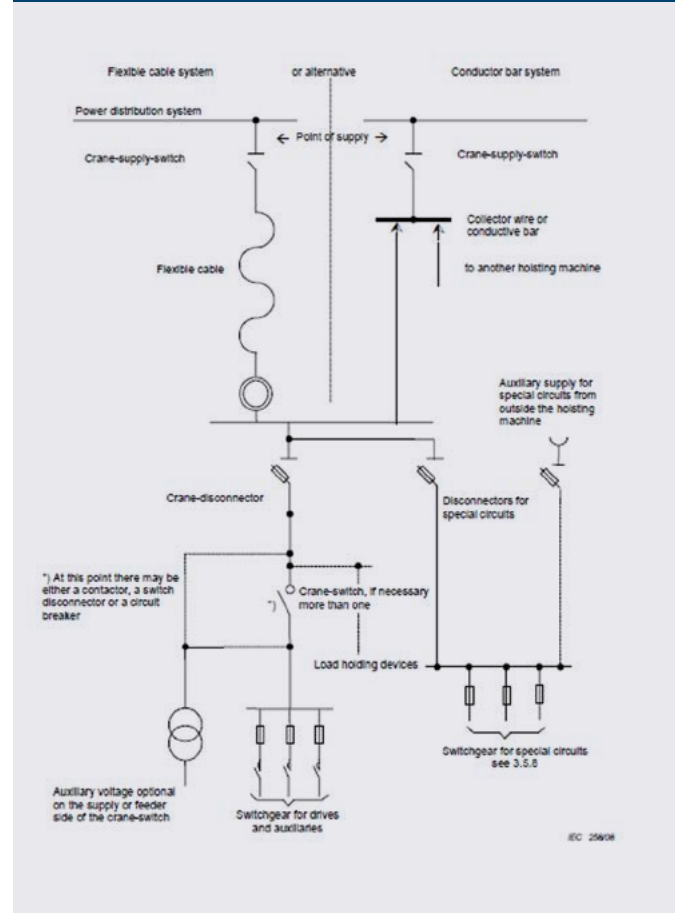 Flexible cable system
or alternative
Conductor bar system
Power distribution system
← Point of supply →
Crane-supply-switch
Crane-supply-switch
Collector wire or
conductive bar
Flexible cable
to another hoisting machine
Auxiliary supply for
special circuits from
outside the hoisting
machine
Crane-disconnector
Disconnectors for
special circuits
*) At this point there may be
either a contactor, a switch
disconnector or a circuit
breaker
*)
Crane-switch, if necessary
more than one
Load holding devices
Switchgear for special circuits
see 3.5.8
Auxiliary voltage optional
on the supply or feeder
side of the crane-switch
Switchgear for drives
and auxiliaries
IEC 258/08